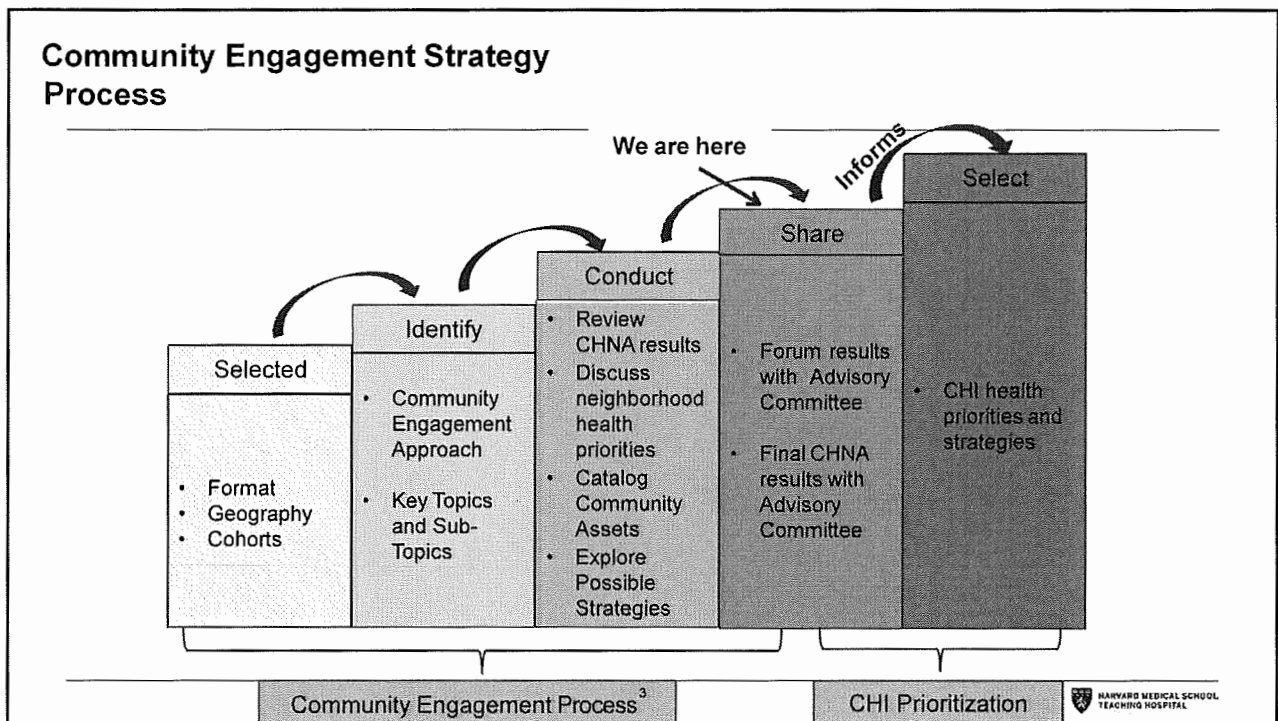 Community Engagement Strategy
Process
We are here
Informs
Selected
• Format
• Geography
• Cohorts
Identify
• Community
Engagement
Approach
• Key Topics
and Sub-
Topics
Conduct
• Review
CHNA results
• Discuss
neighborhood
health
priorities
• Catalog
Community
Assets
• Explore
Possible
Strategies
Share
• Forum results
with Advisory
Committee
• Final CHNA
results with
Advisory
Committee
Select
• CHI health
priorities and
strategies
Community Engagement Process
3
CHI Prioritization
HARVARD MEDICAL SCHOOL
TEACHING HOSPITAL